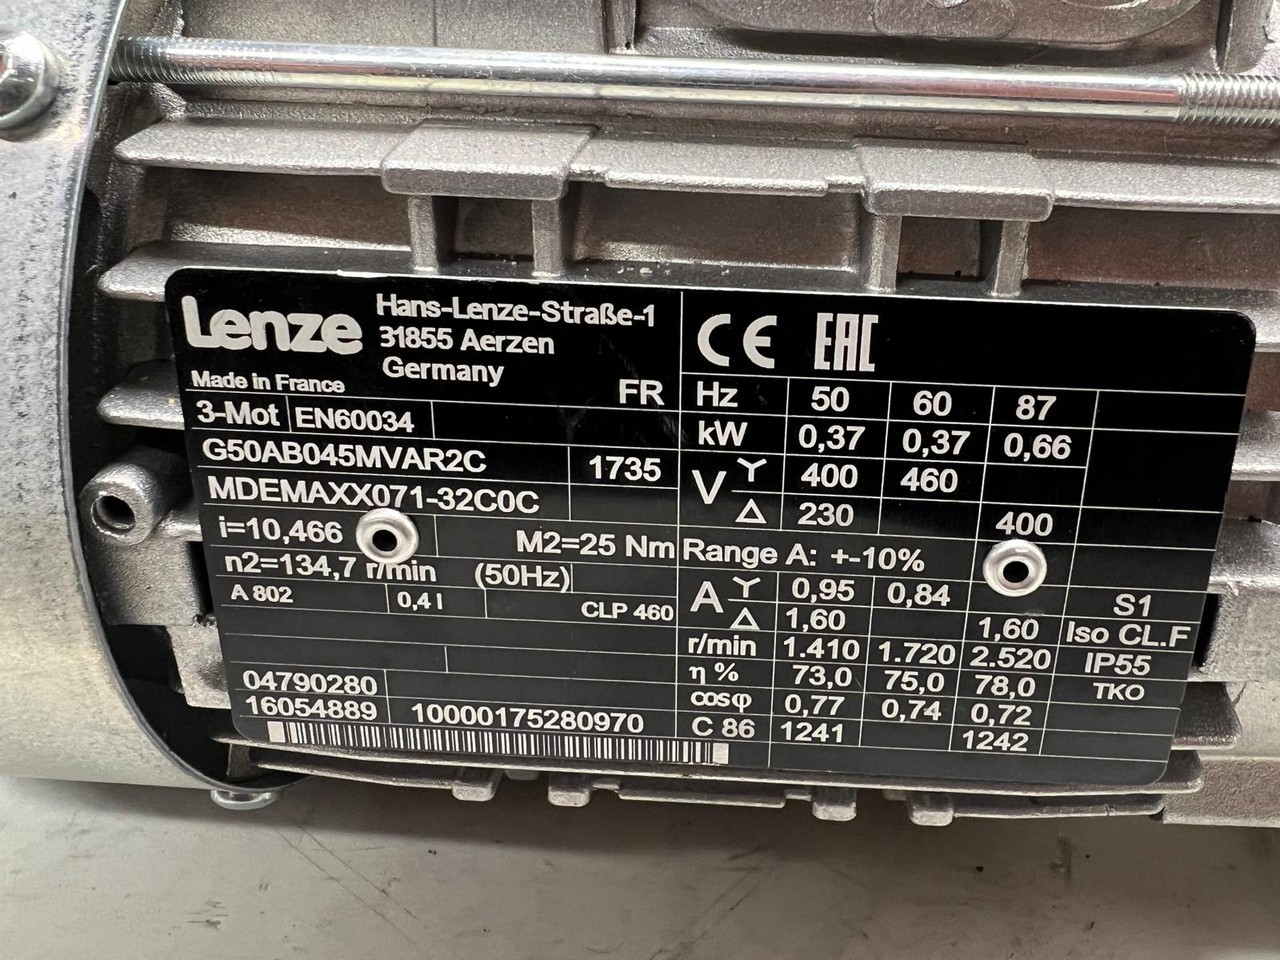 Lenze
Hans-Lenze-Straße-1
31855 Aerzen
Germany
Made in France
FR
3-Mot EN60034
G50AB045MVAR2C 1735
MDEMAXX071-32C0C
i=10,466 M2=25 Nm
n2=134,7 r/min (50Hz)
A 802 0,4 l CLP 460
04790280
16054889 10000175280970
CE EAC
Hz 50 60 87
kW 0,37 0,37 0,66
V Y 400 460
Δ 230 400
Range A: +-10%
A Y 0,95 0,84 S1
Δ 1,60 1,60 Iso CL.F
r/min 1.410 1.720 2.520 IP55
η % 73,0 75,0 78,0 TKO
cosφ 0,77 0,74 0,72
C 86 1241 1242